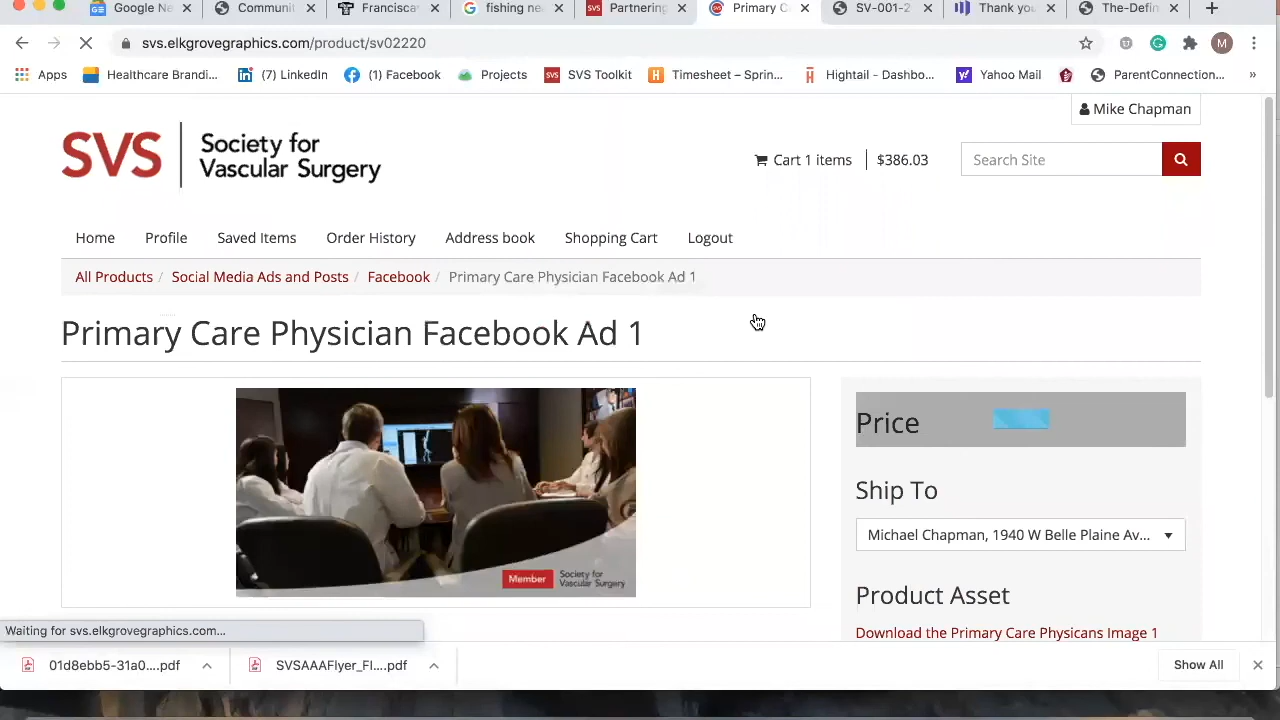 Google Ne
Communit
Francisca
fishing ne
SVS Partnering
Primary C
SV-001-2
Thank you
The-Defin
svs.elkgrovegraphics.com/product/sv02220
M
Apps
Healthcare Brandi...
(7) LinkedIn
(1) Facebook
Projects
SVS Toolkit
Timesheet – Sprin...
Hightail - Dashbo...
Yahoo Mail
ParentConnection...
»
Mike Chapman
SVS Society for Vascular Surgery
Cart 1 items
$386.03
Search Site
Home
Profile
Saved Items
Order History
Address book
Shopping Cart
Logout
All Products / Social Media Ads and Posts / Facebook / Primary Care Physician Facebook Ad 1
Primary Care Physician Facebook Ad 1
Member
Society for
Vascular Surgery
Price
Ship To
Michael Chapman, 1940 W Belle Plaine Av...
Product Asset
Download the Primary Care Physicans Image 1
Waiting for svs.elkgrovegraphics.com...
01d8ebb5-31a0....pdf
SVSAAAFlyer_FI....pdf
Show All